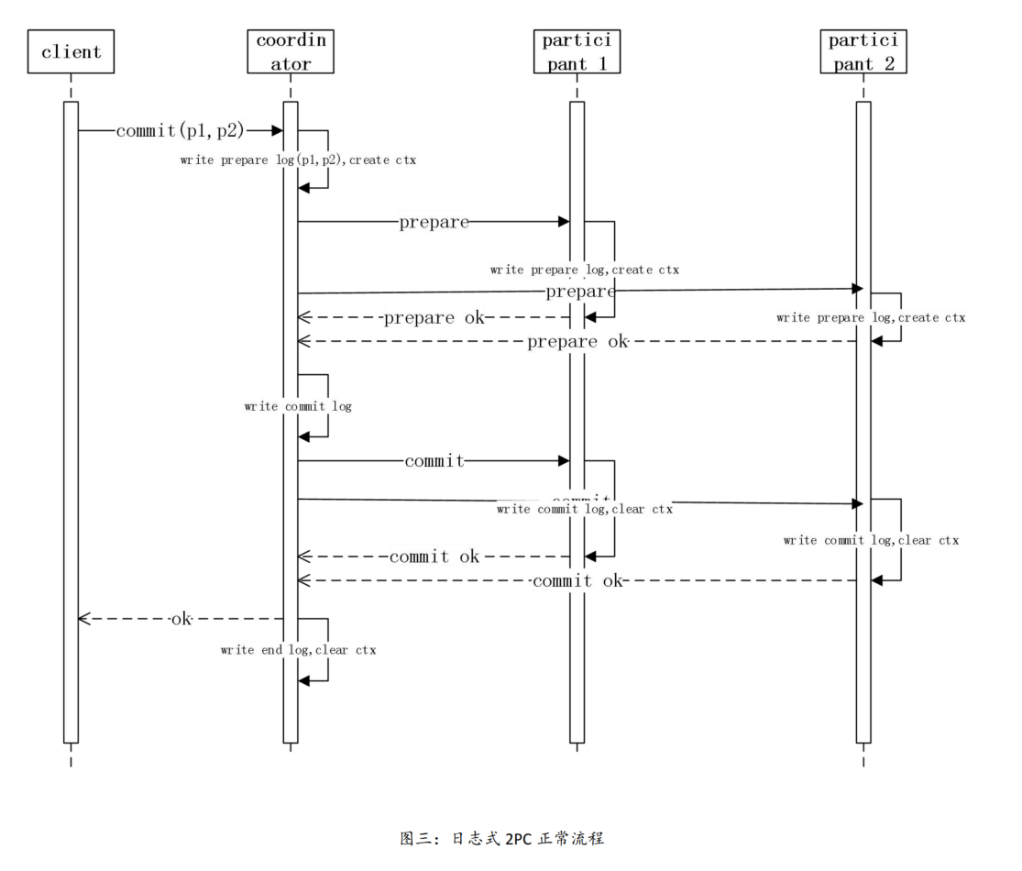 client
coordin
ator
partici
pant 1
partici
pant 2
commit(p1,p2)
write prepare log(p1,p2),create ctx
prepare
write prepare log,create ctx
prepare
prepare ok
write prepare log,create ctx
prepare ok
write commit log
commit
commit
write commit log,clear ctx
write commit log,clear ctx
commit ok
commit ok
ok
write end log,clear ctx
图三：日志式 2PC 正常流程